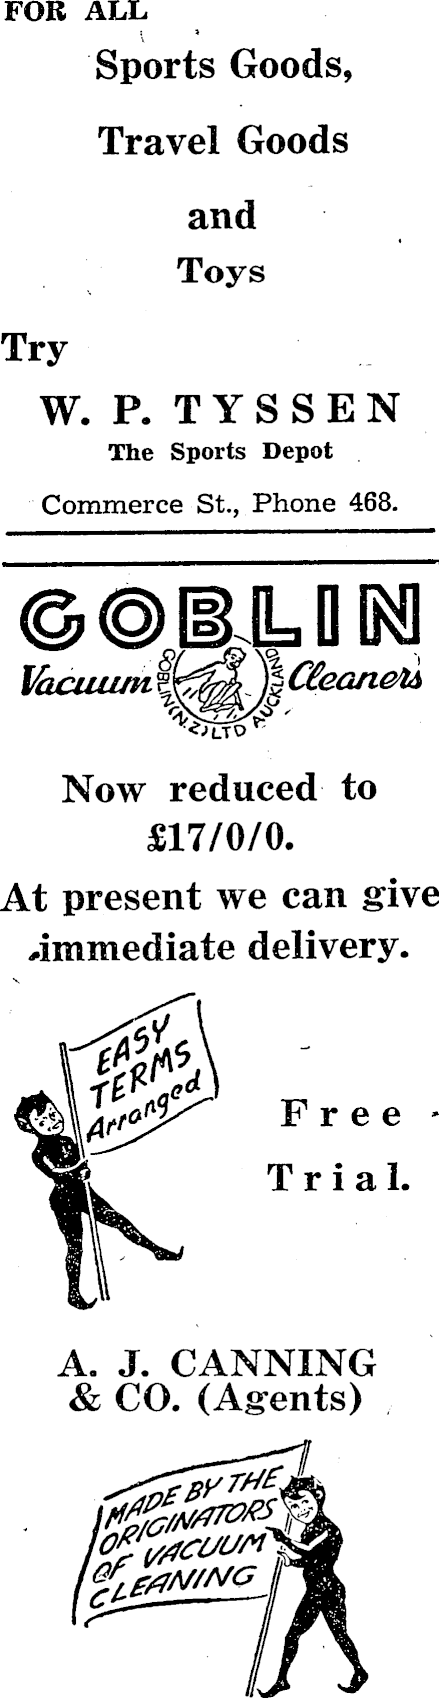 FOR ALL
Sports Goods,
Travel Goods
and
Toys
Try
W. P. TYSSEN
The Sports Depot
Commerce St., Phone 468.
GOBLIN
Vacuum Cleaners
GOBLIN (N.Z.) LTD AUCKLAND
Now reduced to
£17/0/0.
At present we can give
immediate delivery.
EASY
TERMS
Arranged
Free
Trial.
A. J. CANNING
& CO. (Agents)
MADE BY THE
ORIGINATORS
OF VACUUM
CLEANING